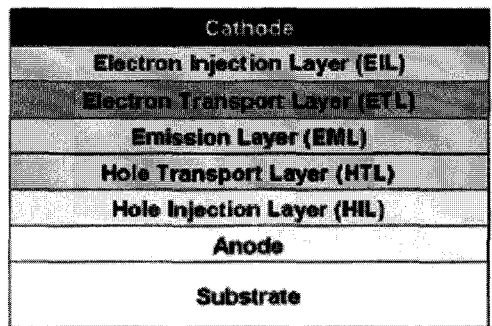 Cathode
Electron Injection Layer (EIL)
Electron Transport Layer (ETL)
Emission Layer (EML)
Hole Transport Layer (HTL)
Hole Injection Layer (HIL)
Anode
Substrate